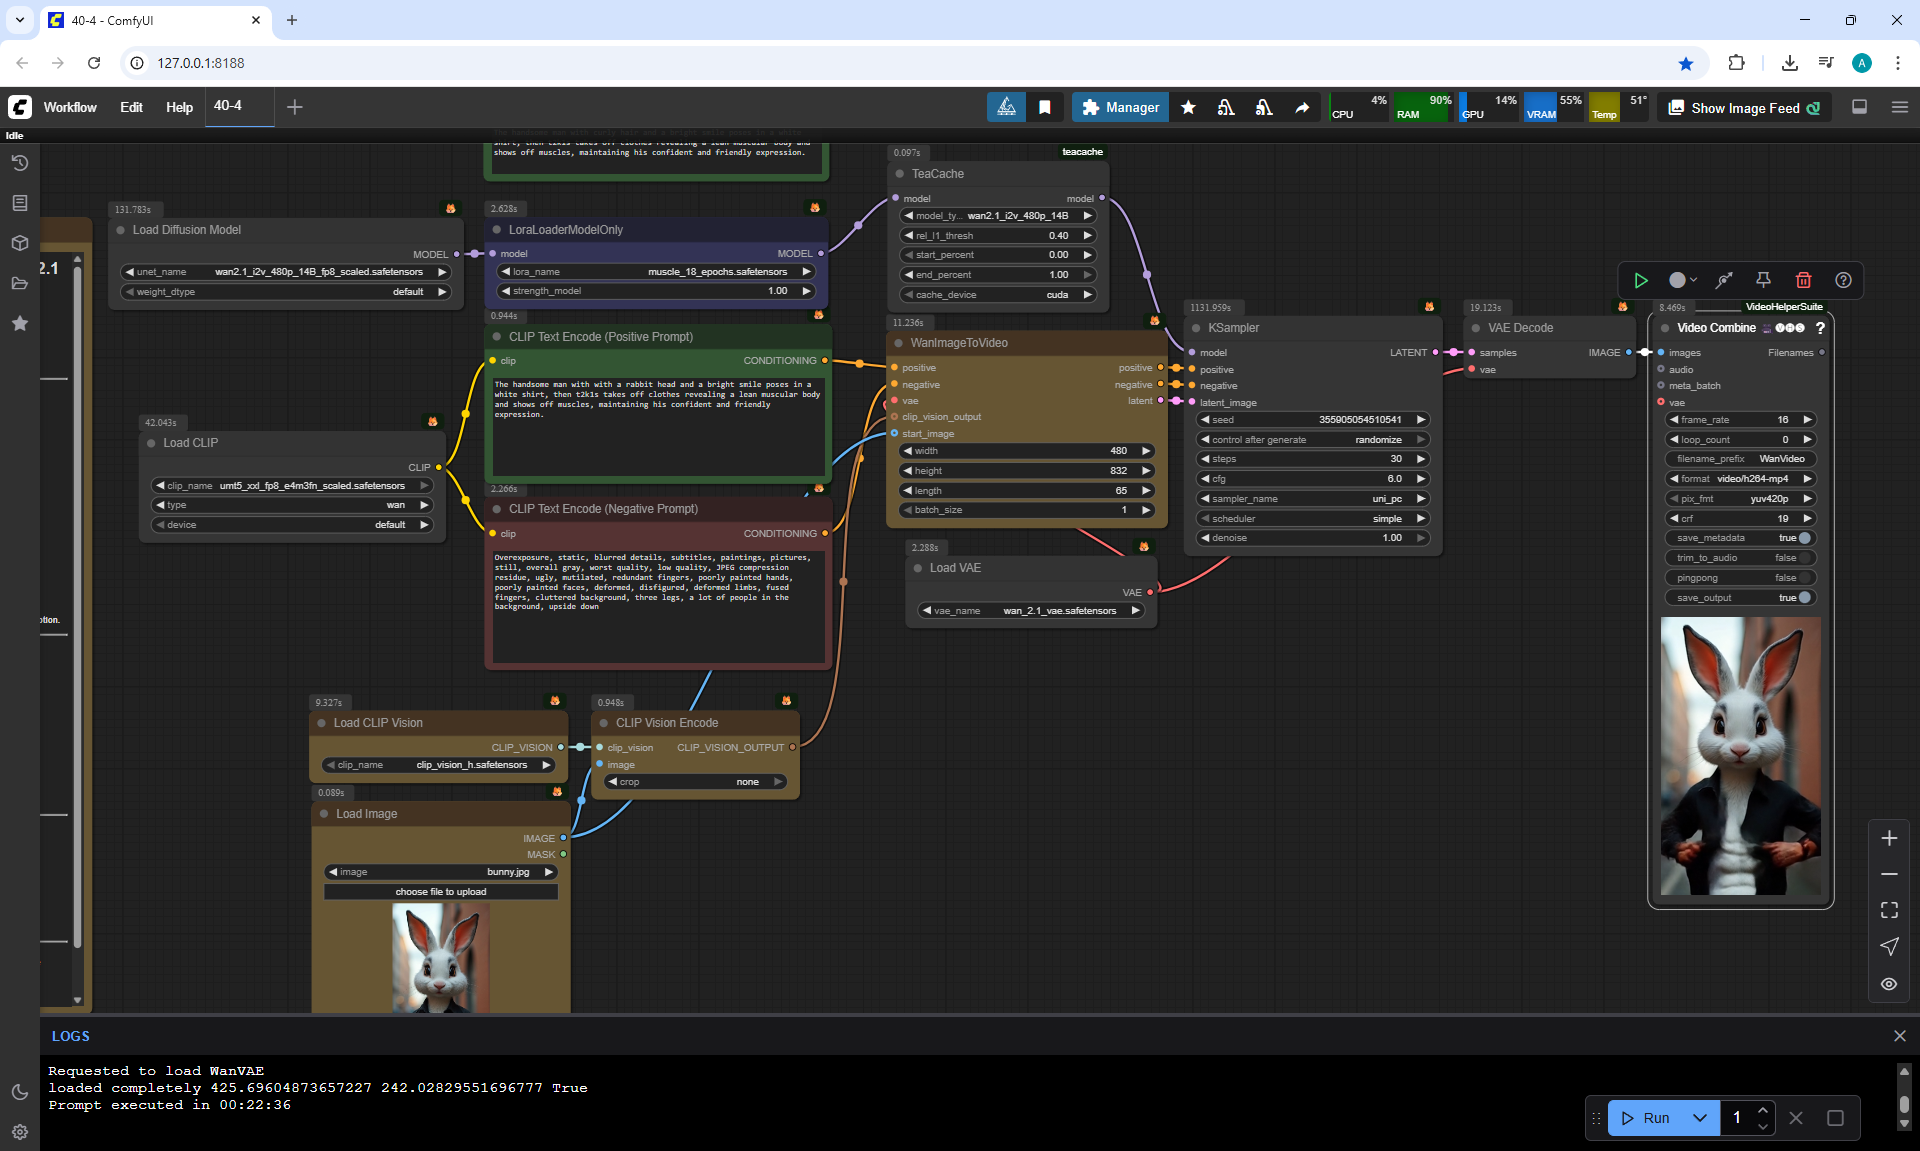 40-4 - ComfyUI
127.0.0.1:8188
A
Workflow
Edit
Help
40-4
Manager
CPU 4%
RAM 90%
GPU 14%
VRAM 55%
Temp 51°
Show Image Feed
Idle
shirt, then t2k1s takes off clothes revealing a lean muscular body and
shows off muscles, maintaining his confident and friendly expression.
2.1
otion.
131.783s
Load Diffusion Model
MODEL
unet_name wan2.1_i2v_480p_14B_fp8_scaled.safetensors
weight_dtype default
2.628s
LoraLoaderModelOnly
model MODEL
lora_name muscle_18_epochs.safetensors
strength_model 1.00
0.944s
CLIP Text Encode (Positive Prompt)
clip CONDITIONING
The handsome man with with a rabbit head and a bright smile poses in a
white shirt, then t2k1s takes off clothes revealing a lean muscular body
and shows off muscles, maintaining his confident and friendly
expression.
42.043s
Load CLIP
CLIP
clip_name umt5_xxl_fp8_e4m3fn_scaled.safetensors
type wan
device default
2.266s
CLIP Text Encode (Negative Prompt)
clip CONDITIONING
Overexposure, static, blurred details, subtitles, paintings, pictures,
still, overall gray, worst quality, low quality, JPEG compression
residue, ugly, mutilated, redundant fingers, poorly painted hands,
poorly painted faces, deformed, disfigured, deformed limbs, fused
fingers, cluttered background, three legs, a lot of people in the
background, upside down
9.327s
Load CLIP Vision
CLIP_VISION
clip_name clip_vision_h.safetensors
0.948s
CLIP Vision Encode
clip_vision CLIP_VISION_OUTPUT
image
crop none
0.089s
Load Image
IMAGE
MASK
image bunny.jpg
choose file to upload
0.097s
teacache
TeaCache
model model
model_ty... wan2.1_i2v_480p_14B
rel_l1_thresh 0.40
start_percent 0.00
end_percent 1.00
cache_device cuda
11.236s
WanImageToVideo
positive positive
negative negative
vae latent
clip_vision_output
start_image
width 480
height 832
length 65
batch_size 1
2.288s
Load VAE
VAE
vae_name wan_2.1_vae.safetensors
1131.959s
KSampler
model LATENT
positive
negative
latent_image
seed 355905054510541
control after generate randomize
steps 30
cfg 6.0
sampler_name uni_pc
scheduler simple
denoise 1.00
19.123s
VAE Decode
samples IMAGE
vae
8.469s
VideoHelperSuite
Video Combine VHS ?
images Filenames
audio
meta_batch
vae
frame_rate 16
loop_count 0
filename_prefix WanVideo
format video/h264-mp4
pix_fmt yuv420p
crf 19
save_metadata true
trim_to_audio false
pingpong false
save_output true
LOGS
Requested to load WanVAE
loaded completely 425.69604873657227 242.02829551696777 True
Prompt executed in 00:22:36
Run
1